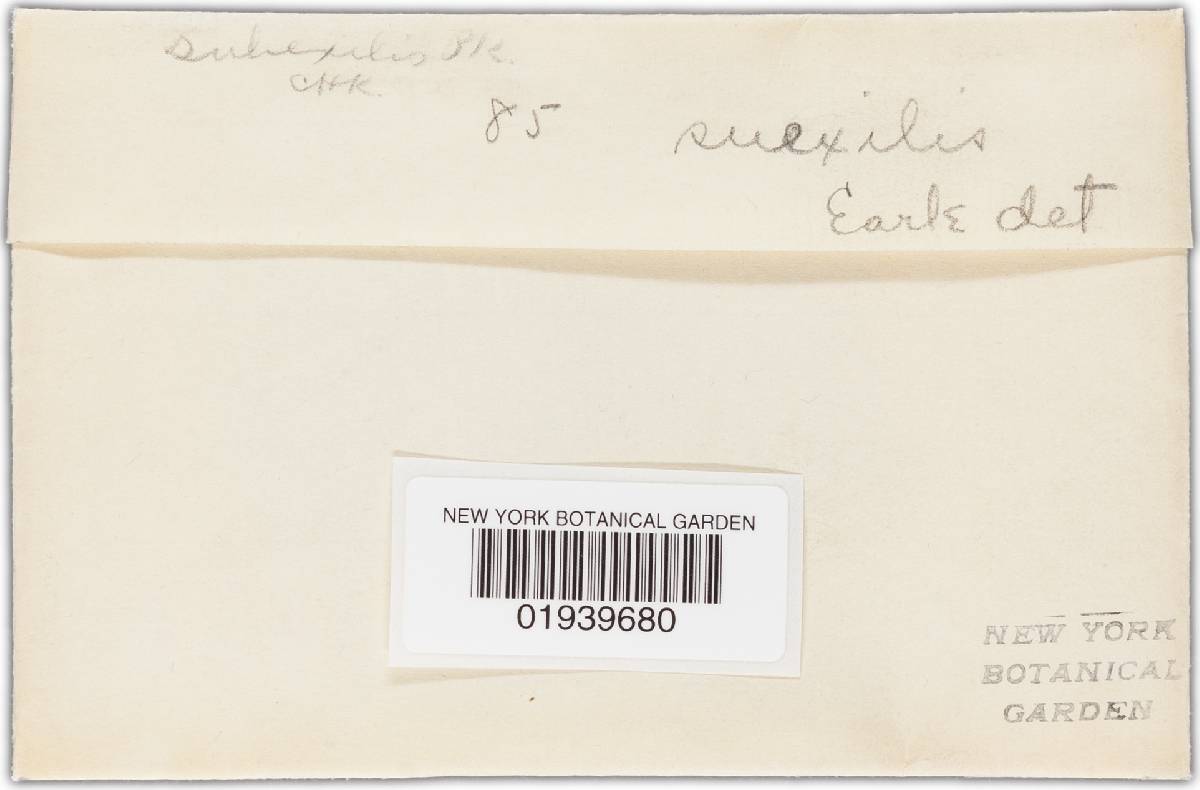 subexilis Pk.
CHK.
85 suexilis
Earle det
NEW YORK BOTANICAL GARDEN
01939680
NEW YORK
BOTANICAL
GARDEN